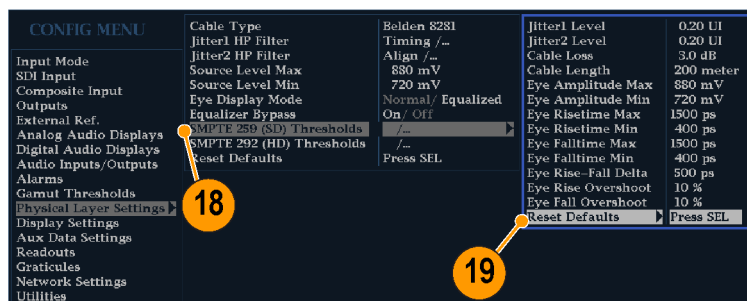 CONFIG MENU
Input Mode
SDI Input
Composite Input
Outputs
External Ref.
Analog Audio Displays
Digital Audio Displays
Audio Inputs/Outputs
Alarms
Gamut Thresholds
Physical Layer Settings
Display Settings
Aux Data Settings
Readouts
Graticules
Network Settings
Utilities
Cable Type Belden 8281
Jitter1 HP Filter Timing /...
Jitter2 HP Filter Align /...
Source Level Max 880 mV
Source Level Min 720 mV
Eye Display Mode Normal/ Equalized
Equalizer Bypass On/ Off
SMPTE 259 (SD) Thresholds /...
SMPTE 292 (HD) Thresholds /...
Reset Defaults Press SEL
18
Jitter1 Level 0.20 UI
Jitter2 Level 0.20 UI
Cable Loss 3.0 dB
Cable Length 200 meter
Eye Amplitude Max 880 mV
Eye Amplitude Min 720 mV
Eye Risetime Max 1500 ps
Eye Risetime Min 400 ps
Eye Falltime Max 1500 ps
Eye Falltime Min 400 ps
Eye Rise-Fall Delta 500 ps
Eye Rise Overshoot 10 %
Eye Fall Overshoot 10 %
Reset Defaults Press SEL
19